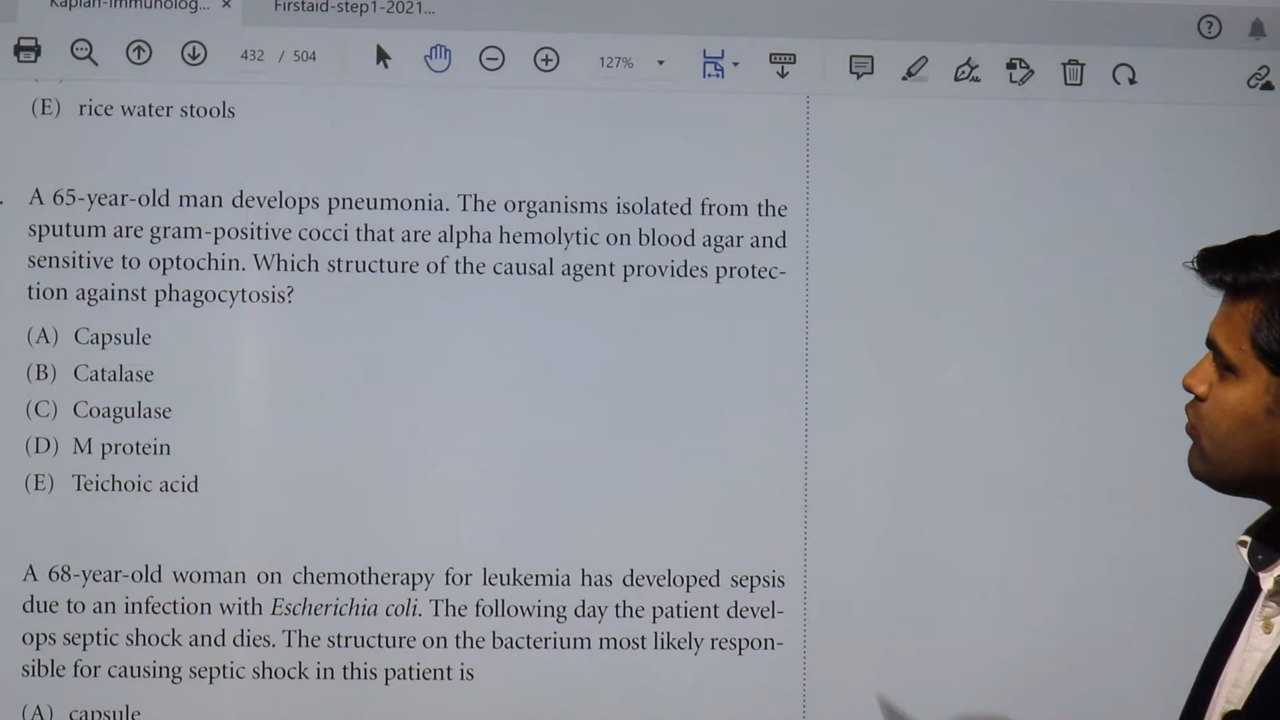 Kaplan-Immunolog... ×
Firstaid-step1-2021...
432 / 504
127%
(E) rice water stools
A 65-year-old man develops pneumonia. The organisms isolated from the
sputum are gram-positive cocci that are alpha hemolytic on blood agar and
sensitive to optochin. Which structure of the causal agent provides protec-
tion against phagocytosis?
(A) Capsule
(B) Catalase
(C) Coagulase
(D) M protein
(E) Teichoic acid
A 68-year-old woman on chemotherapy for leukemia has developed sepsis
due to an infection with Escherichia coli. The following day the patient devel-
ops septic shock and dies. The structure on the bacterium most likely respon-
sible for causing septic shock in this patient is
(A) capsule